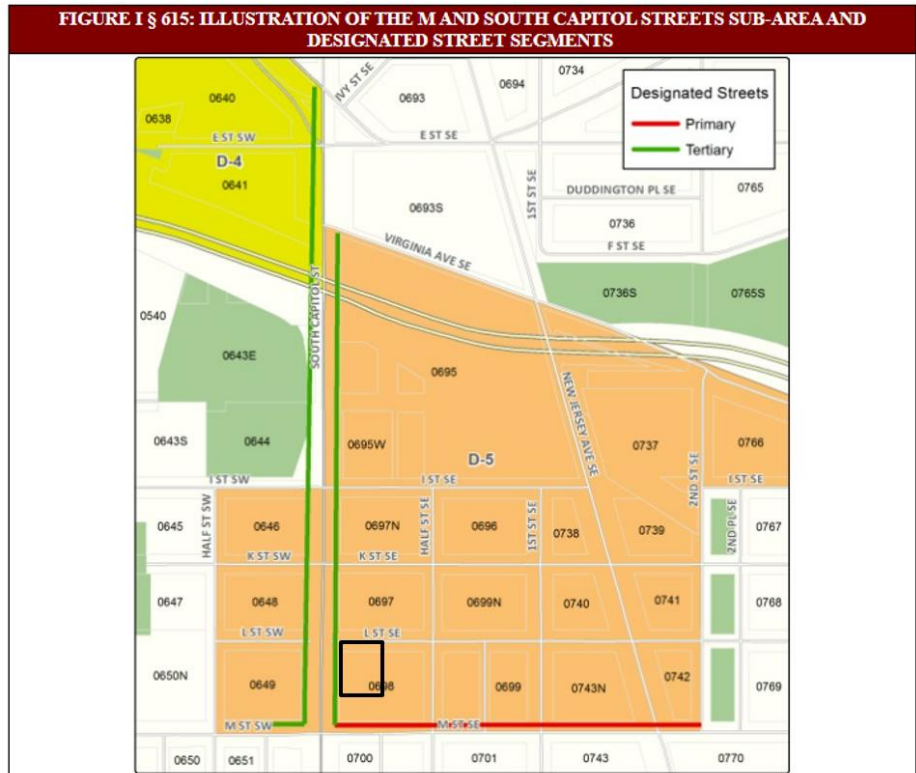 FIGURE I § 615: ILLUSTRATION OF THE M AND SOUTH CAPITOL STREETS SUB-AREA AND
DESIGNATED STREET SEGMENTS
Designated Streets
Primary
Tertiary
0734
0694
0693
IVY ST SE
0640
0638
E ST SW
E ST SE
D-4
0641
1ST ST SE
DUDDINGTON PL SE
0765
0693S
0736
F ST SE
VIRGINIA AVE SE
SOUTH CAPITOL ST
0736S
0765S
0540
0643E
0695
NEW JERSEY AVE SE
0643S
0644
0695W
D-5
0737
0766
2ND ST SE
I ST SW
I ST SE
I ST SE
0645
HALF ST SW
0646
0697N
HALF ST SE
0696
1ST ST SE
0738
0739
2ND PL SE
0767
K ST SW
K ST SE
0647
0648
0697
0699N
0740
0741
0768
L ST SW
L ST SE
0650N
0649
0698
0699
0743N
0742
0769
M ST SW
M ST SE
0650
0651
0700
0701
0743
0770